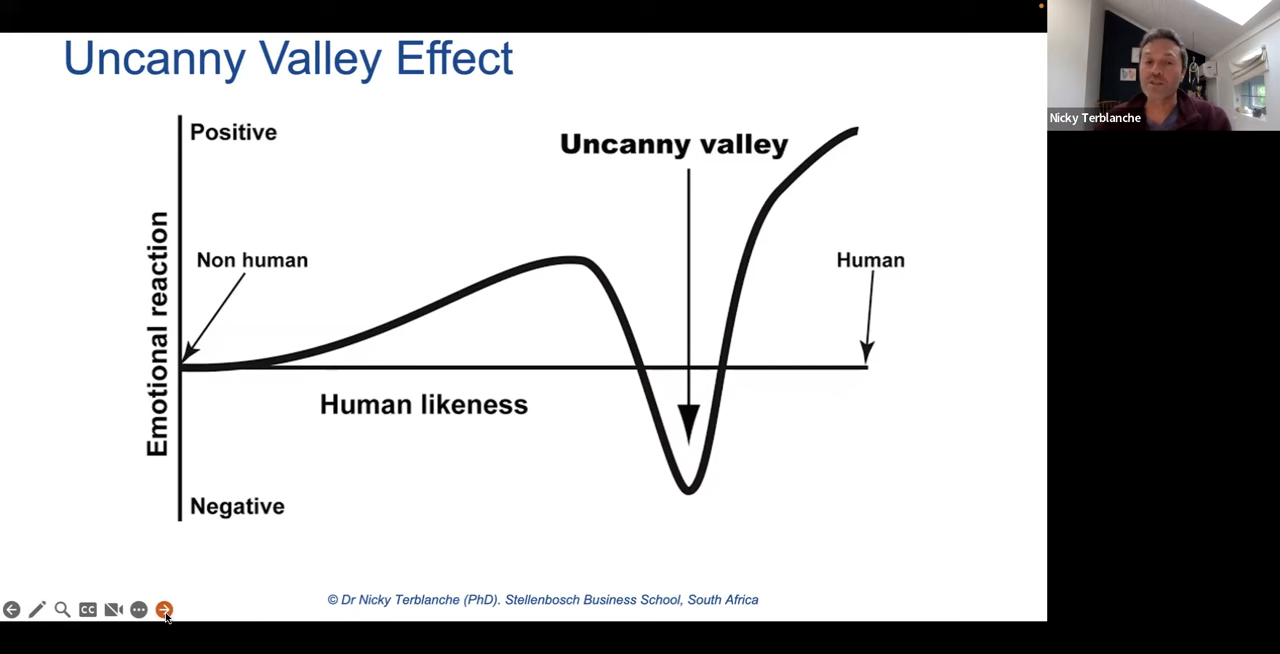 Uncanny Valley Effect
Nicky Terblanche
Positive
Uncanny valley
Emotional reaction
Non human
Human
Human likeness
Negative
© Dr Nicky Terblanche (PhD). Stellenbosch Business School, South Africa
CC